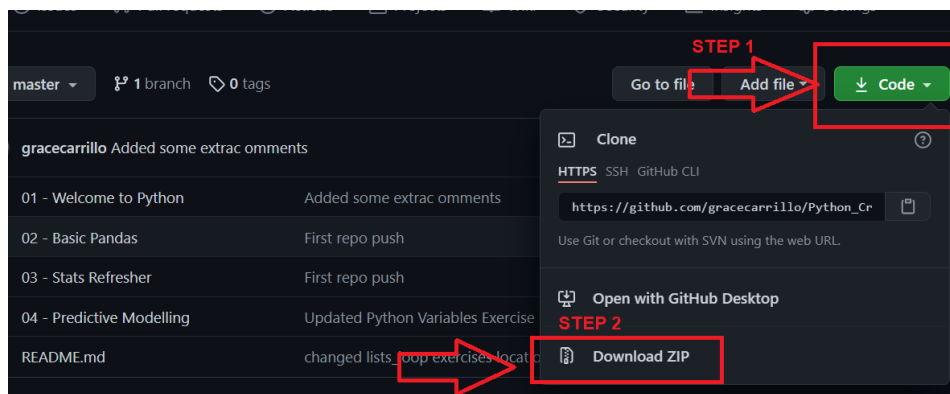 STEP 1
master 1 branch 0 tags Go to file Add file Code
gracecarrillo Added some extrac omments
Clone
HTTPS SSH GitHub CLI
01 - Welcome to Python Added some extrac omments
https://github.com/gracecarrillo/Python_Cr
02 - Basic Pandas First repo push
Use Git or checkout with SVN using the web URL.
03 - Stats Refresher First repo push
Open with GitHub Desktop
04 - Predictive Modelling Updated Python Variables Exercise
STEP 2
README.md changed lists_loop exercises locatio
Download ZIP